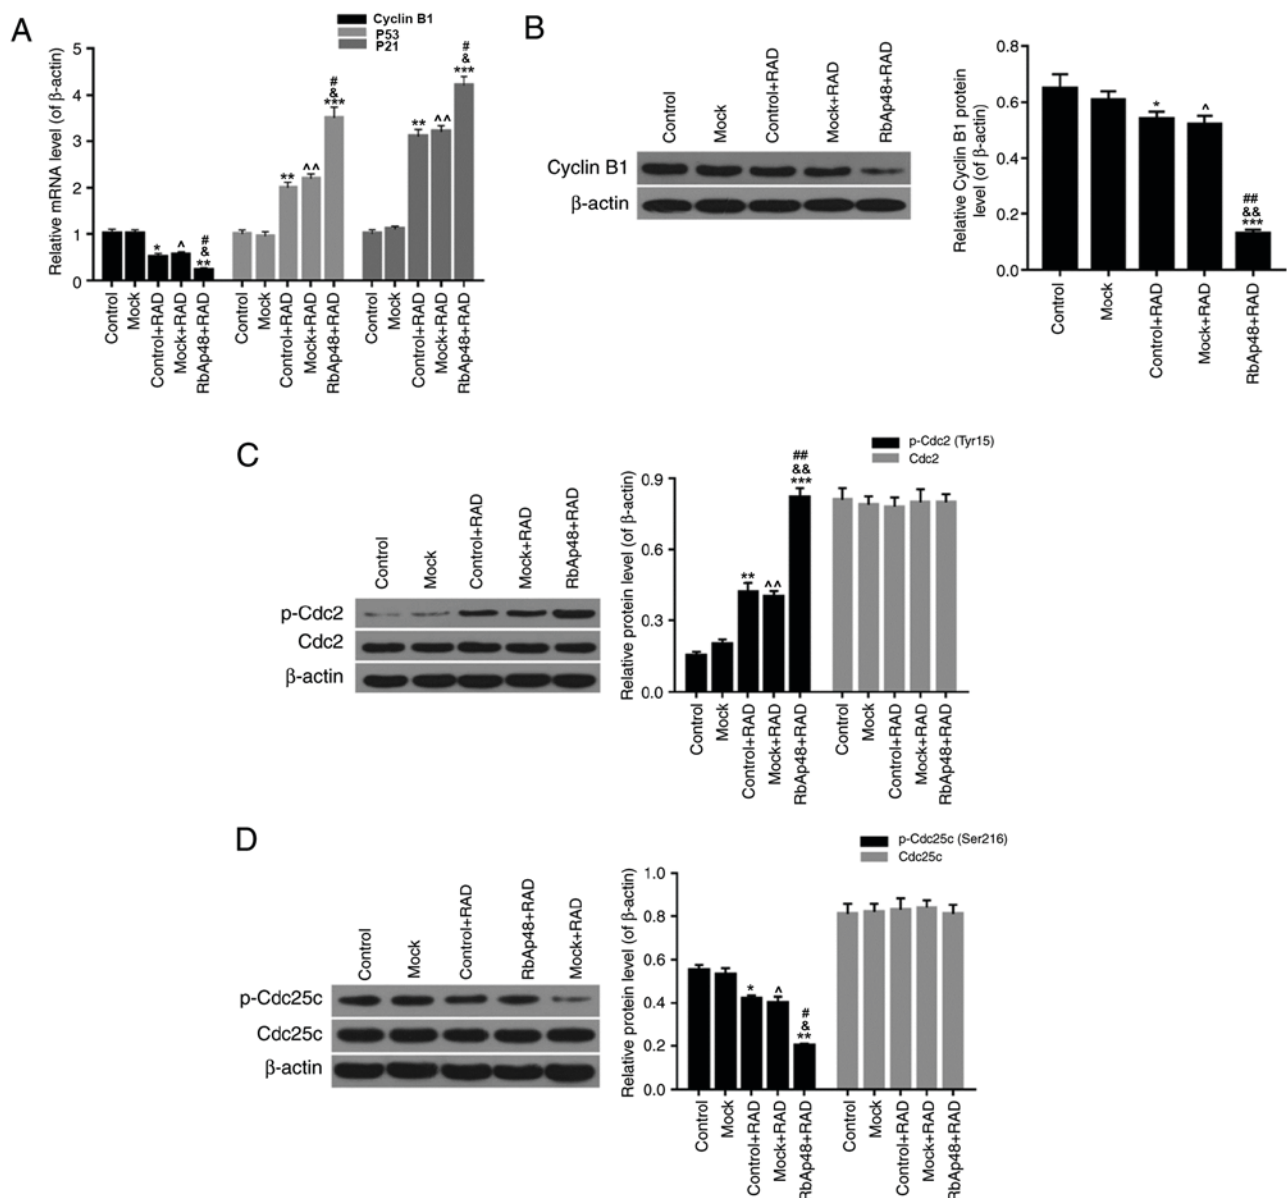 A
Cyclin B1
P53
P21
Relative mRNA level (of β-actin)
5
4
3
2
1
0
*
^
#
&
**
**
^^
#
&
***
**
^^
#
&
***
Control
Mock
Control+RAD
Mock+RAD
RbAp48+RAD
Control
Mock
Control+RAD
Mock+RAD
RbAp48+RAD
Control
Mock
Control+RAD
Mock+RAD
RbAp48+RAD
B
Control
Mock
Control+RAD
Mock+RAD
RbAp48+RAD
Cyclin B1
β-actin
Relative Cyclin B1 protein
level (of β-actin)
0.6
0.8
0.4
0.2
0.0
*
^
##
&&
***
Control
Mock
Control+RAD
Mock+RAD
RbAp48+RAD
C
Control
Mock
Control+RAD
Mock+RAD
RbAp48+RAD
p-Cdc2
Cdc2
β-actin
p-Cdc2 (Tyr15)
Cdc2
Relative protein level (of β-actin)
0.9
0.6
0.3
0.0
**
^^
##
&&
***
Control
Mock
Control+RAD
Mock+RAD
RbAp48+RAD
Control
Mock
Control+RAD
Mock+RAD
RbAp48+RAD
D
Control
Mock
Control+RAD
RbAp48+RAD
Mock+RAD
p-Cdc25c
Cdc25c
β-actin
p-Cdc25c (Ser216)
Cdc25c
Relative protein level (of β-actin)
1.0
0.8
0.6
0.4
0.2
0.0
*
^
#
&
**
Control
Mock
Control+RAD
Mock+RAD
RbAp48+RAD
Control
Mock
Control+RAD
Mock+RAD
RbAp48+RAD